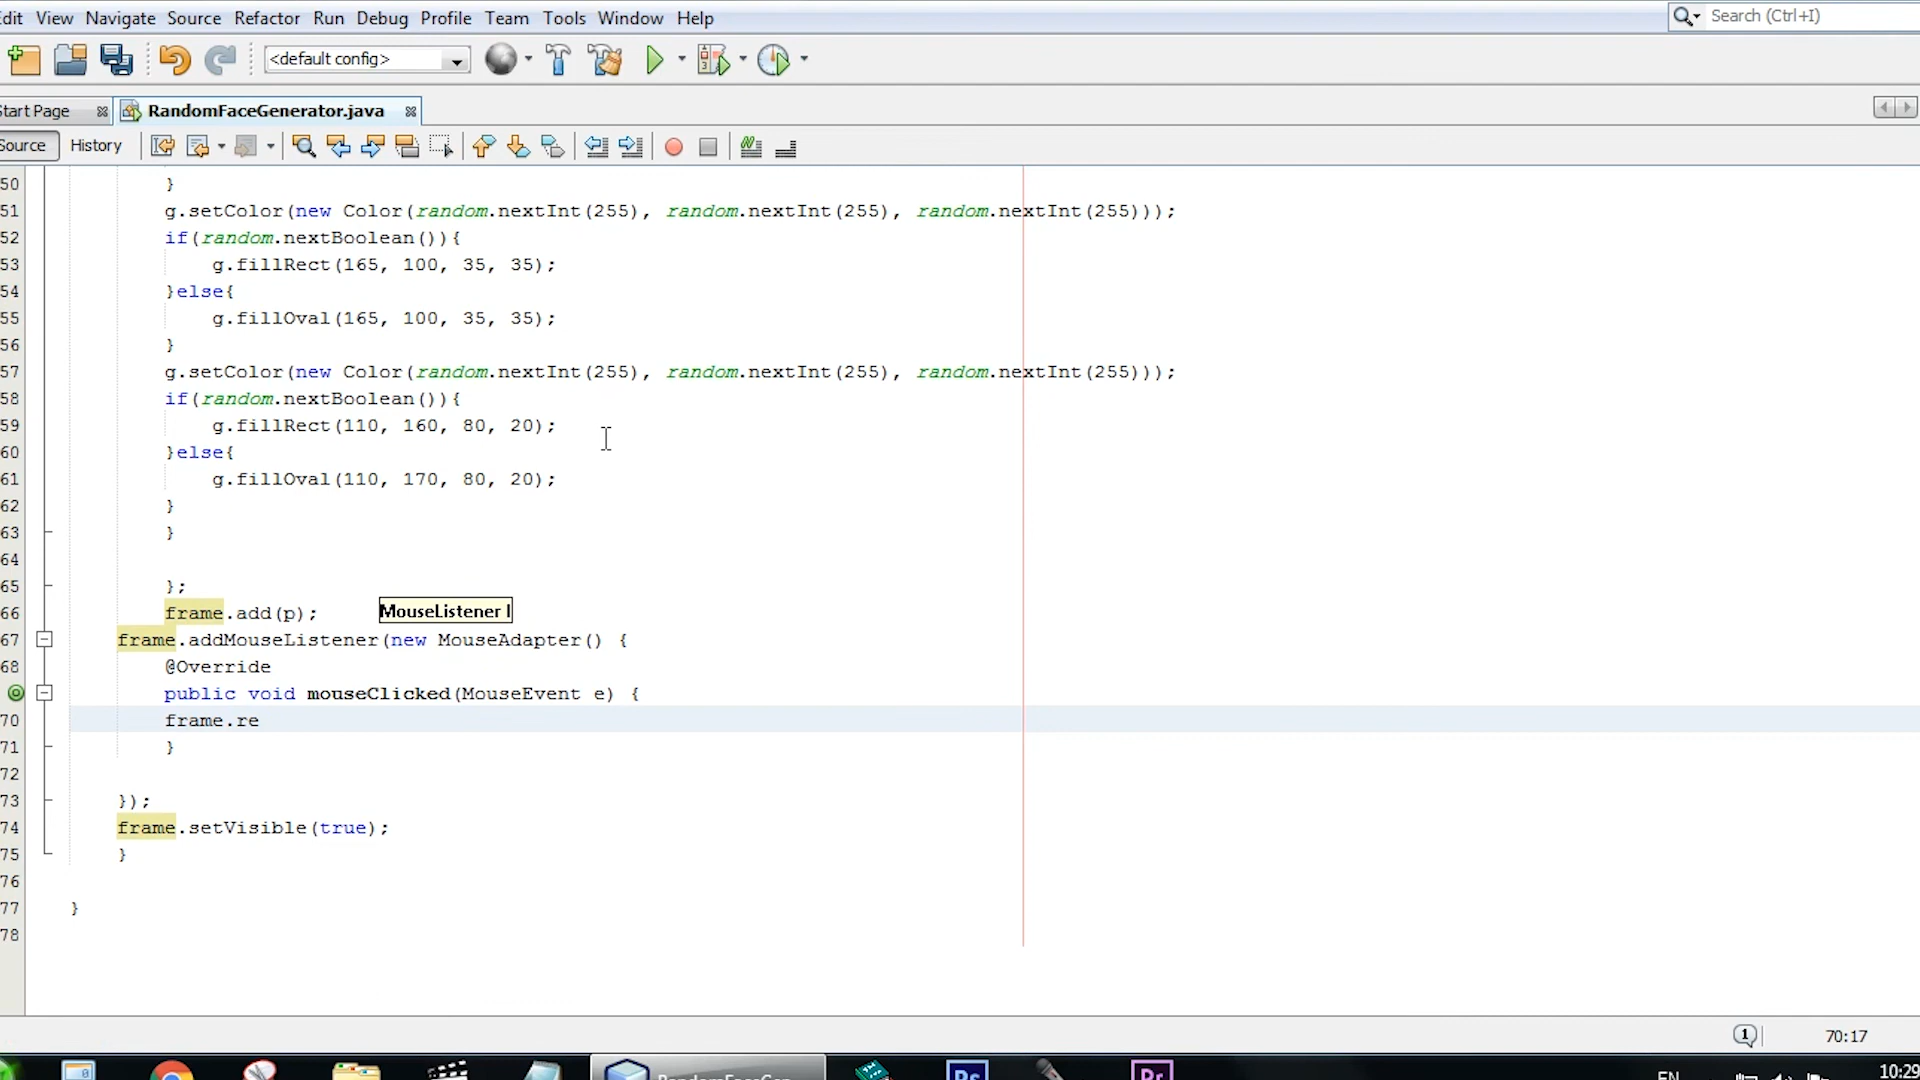 dit View Navigate Source Refactor Run Debug Profile Team Tools Window Help
Search (Ctrl+I)
<default config>
Start Page RandomFaceGenerator.java
Source History
50 }
51 g.setColor(new Color(random.nextInt(255), random.nextInt(255), random.nextInt(255)));
52 if(random.nextBoolean()){
53 g.fillRect(165, 100, 35, 35);
54 }else{
55 g.fillOval(165, 100, 35, 35);
56 }
57 g.setColor(new Color(random.nextInt(255), random.nextInt(255), random.nextInt(255)));
58 if(random.nextBoolean()){
59 g.fillRect(110, 160, 80, 20);
60 }else{
61 g.fillOval(110, 170, 80, 20);
62 }
63 }
64
65 };
66 frame.add(p); MouseListener l
67 frame.addMouseListener(new MouseAdapter() {
68 @Override
public void mouseClicked(MouseEvent e) {
70 frame.re
71 }
72
73 });
74 frame.setVisible(true);
75 }
76
77 }
78
1 70:17
EN RandomFaceGen... Ps Pr 10:29